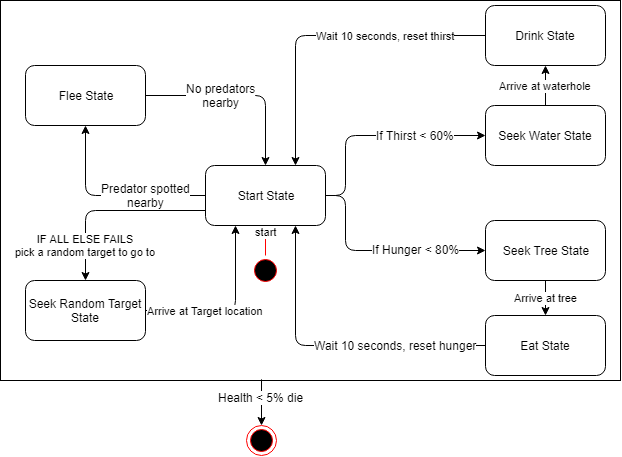 Drink State
Wait 10 seconds, reset thirst
Flee State
No predators
nearby
Arrive at waterhole
If Thirst < 60%
Seek Water State
Predator spotted
nearby
Start State
start
IF ALL ELSE FAILS
pick a random target to go to
If Hunger < 80%
Seek Tree State
Seek Random Target
State
Arrive at Target location
Arrive at tree
Wait 10 seconds, reset hunger
Eat State
Health < 5% die